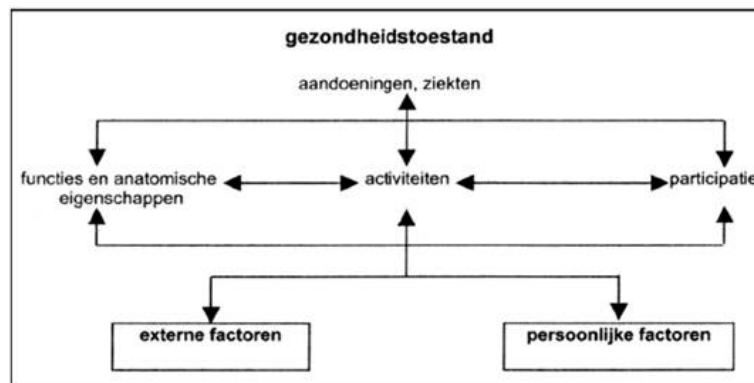 gezondheidstoestand
aandoeningen, ziekten
functies en anatomische
eigenschappen
activiteiten
participatie
externe factoren
persoonlijke factoren